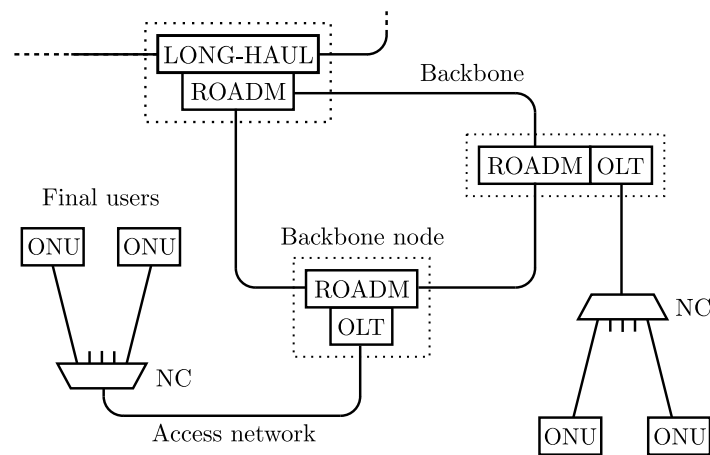 LONG-HAUL
ROADM
Backbone
ROADM
OLT
Final users
ONU
ONU
Backbone node
ROADM
OLT
NC
NC
Access network
ONU
ONU